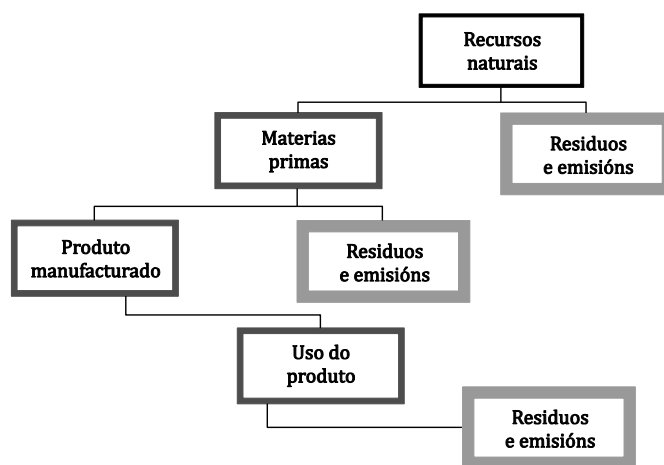 Recursos
naturais
Materias
primas
Residuos
e emisións
Produto
manufacturado
Residuos
e emisións
Uso do
produto
Residuos
e emisións